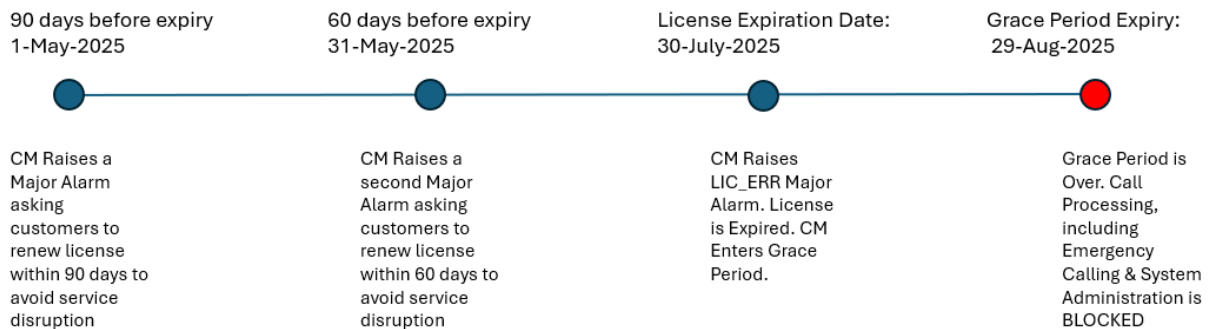 90 days before expiry
1-May-2025
60 days before expiry
31-May-2025
License Expiration Date:
30-July-2025
Grace Period Expiry:
29-Aug-2025
CM Raises a
Major Alarm
asking
customers to
renew license
within 90 days to
avoid service
disruption
CM Raises a
second Major
Alarm asking
customers to
renew license
within 60 days to
avoid service
disruption
CM Raises
LIC_ERR Major
Alarm. License
is Expired. CM
Enters Grace
Period.
Grace Period is
Over. Call
Processing,
including
Emergency
Calling & System
Administration is
BLOCKED